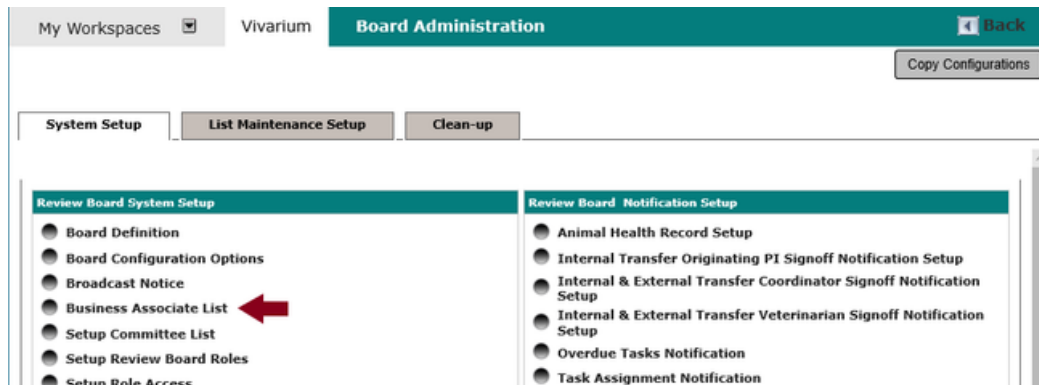 My Workspaces Vivarium Board Administration Back
Copy Configurations
System Setup List Maintenance Setup Clean-up
Review Board System Setup
Board Definition
Board Configuration Options
Broadcast Notice
Business Associate List
Setup Committee List
Setup Review Board Roles
Setup Role Access
Review Board Notification Setup
Animal Health Record Setup
Internal Transfer Originating PI Signoff Notification Setup
Internal & External Transfer Coordinator Signoff Notification
Setup
Internal & External Transfer Veterinarian Signoff Notification
Setup
Overdue Tasks Notification
Task Assignment Notification